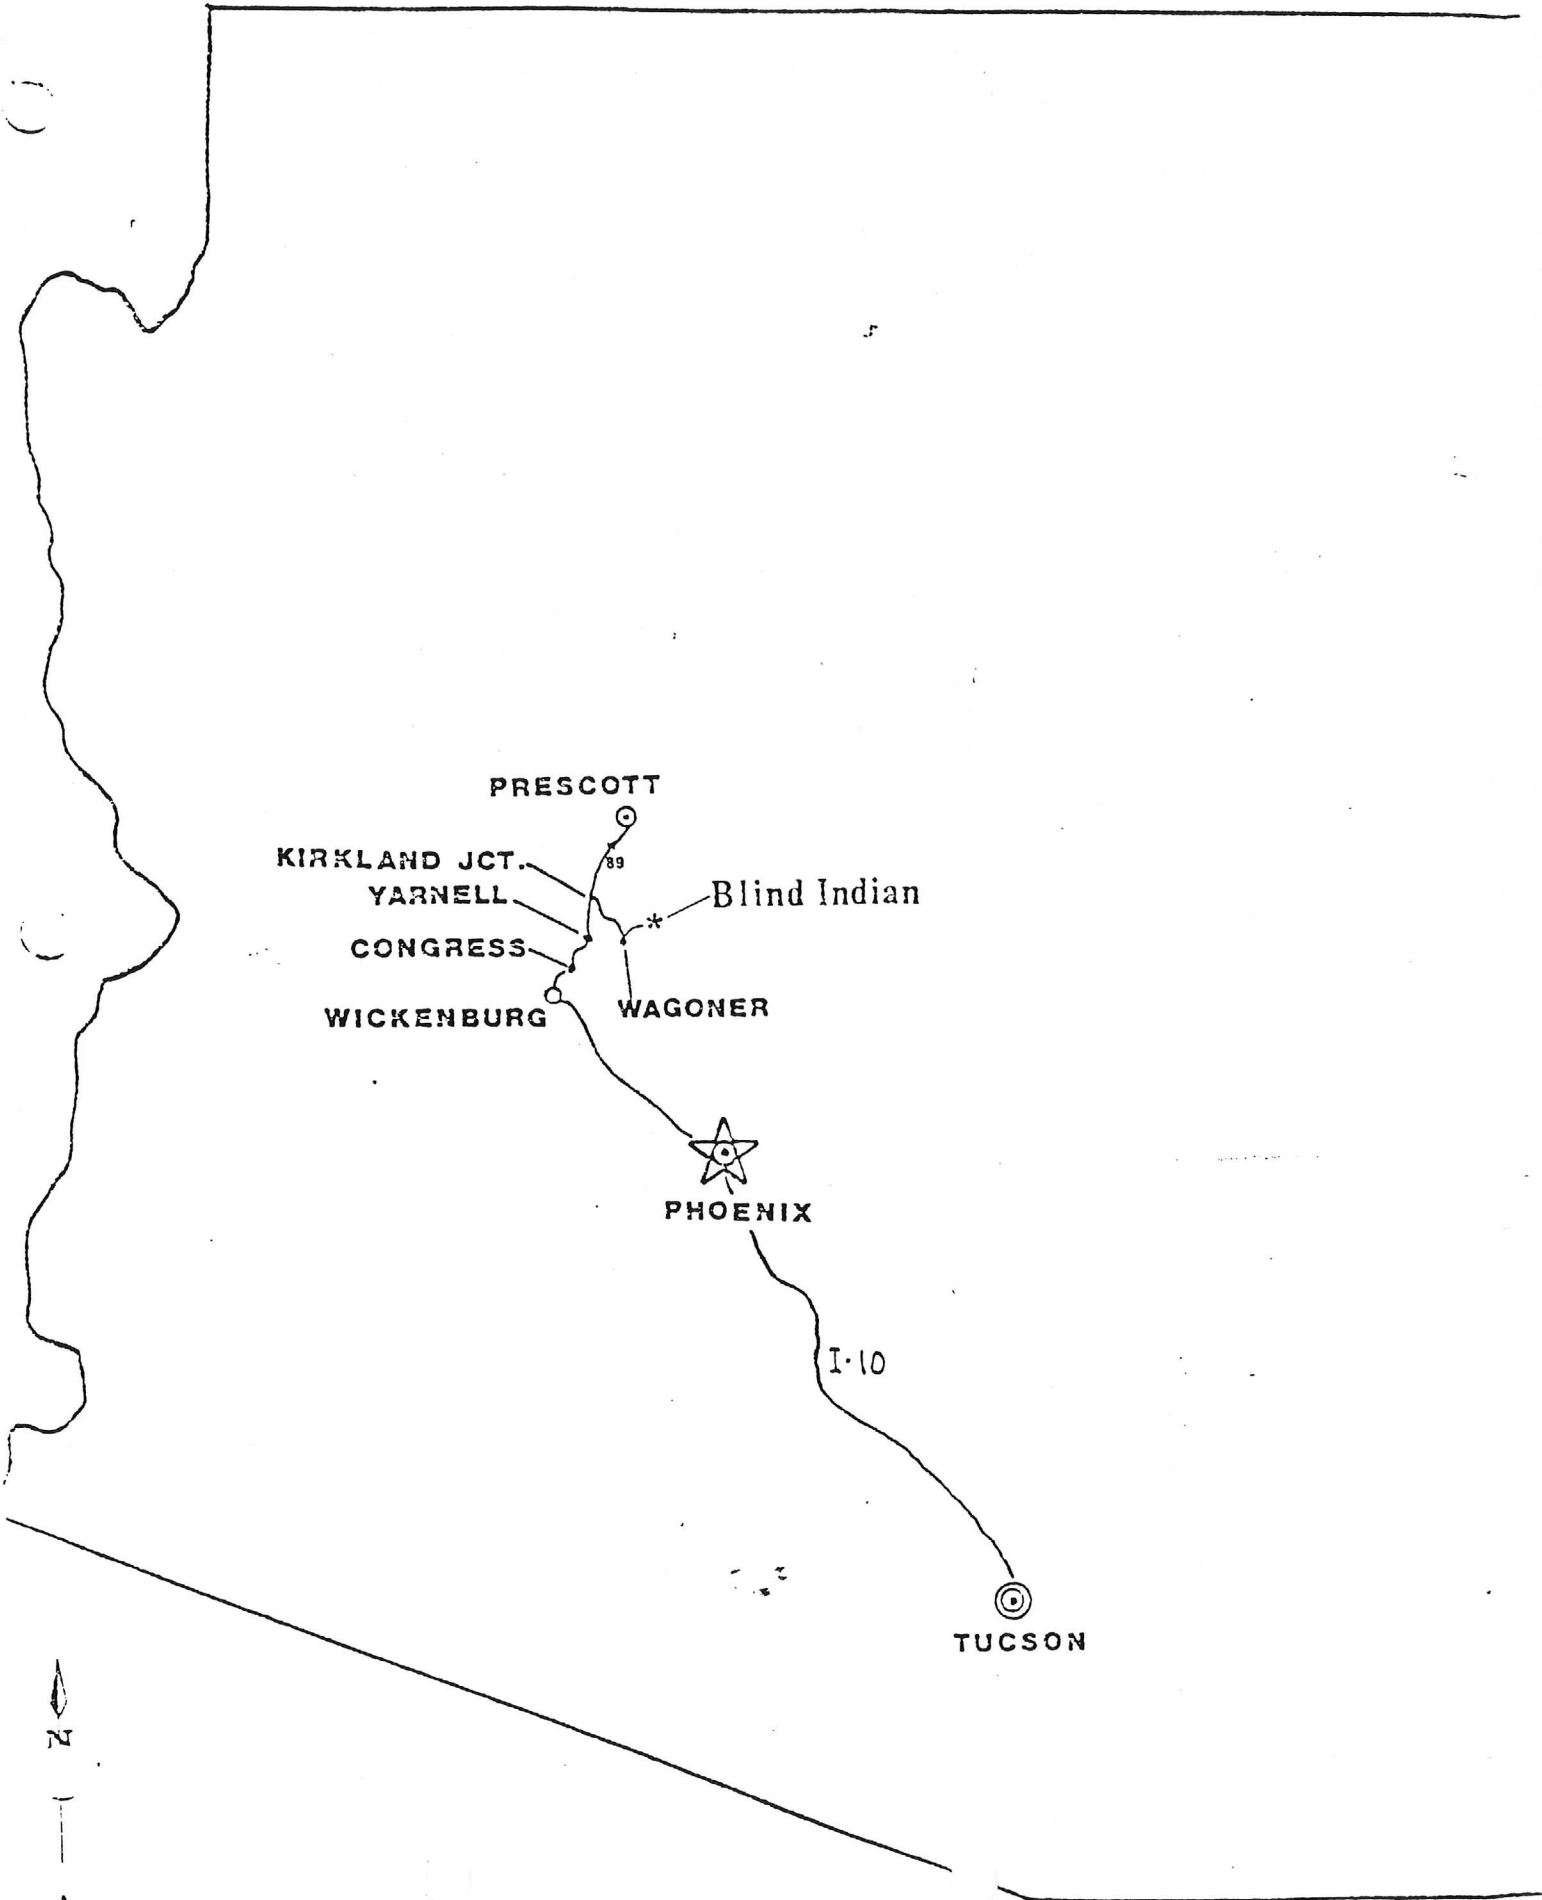 PRESCOTT
KIRKLAND JCT.
89
YARNELL
Blind Indian
CONGRESS
WICKENBURG
WAGONER
PHOENIX
I·10
TUCSON
N